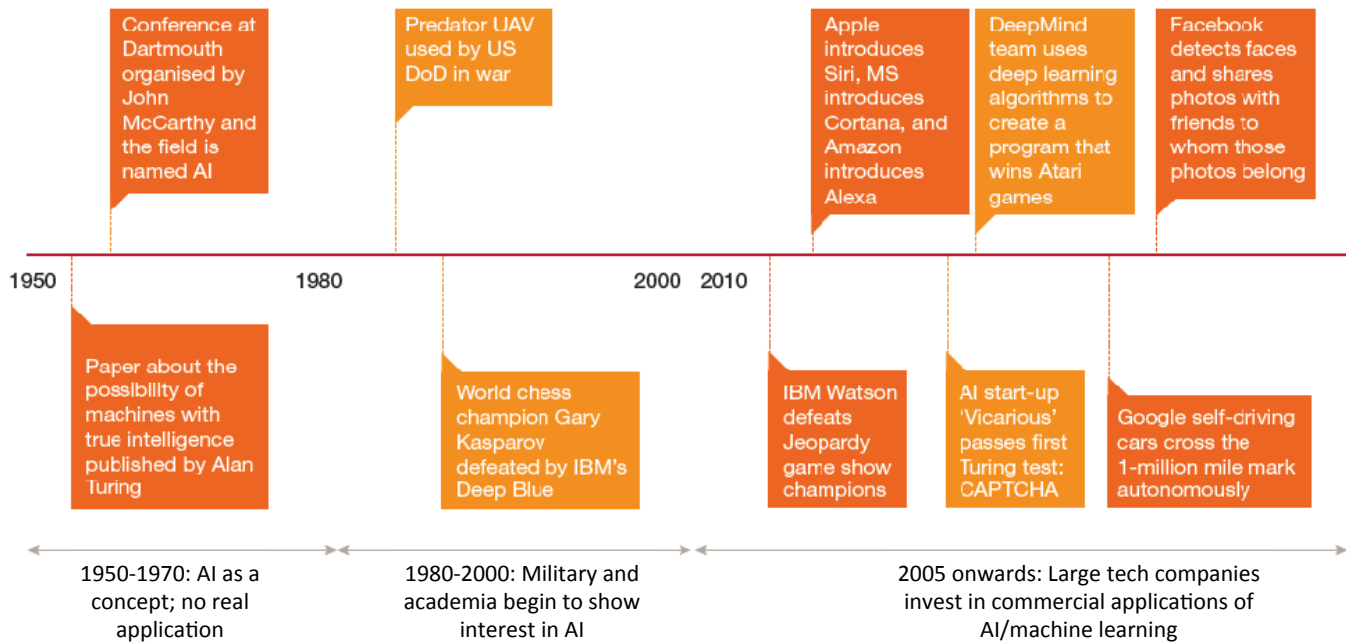 Conference at
Dartmouth
organised by
John
McCarthy and
the field is
named AI
Predator UAV
used by US
DoD in war
Apple
introduces
Siri, MS
introduces
Cortana, and
Amazon
introduces
Alexa
DeepMind
team uses
deep learning
algorithms to
create a
program that
wins Atari
games
Facebook
detects faces
and shares
photos with
friends to
whom those
photos belong
1950
1980
2000
2010
Paper about the
possibility of
machines with
true intelligence
published by Alan
Turing
World chess
champion Gary
Kasparov
defeated by IBM's
Deep Blue
IBM Watson
defeats
Jeopardy
game show
champions
AI start-up
‘Vicarious’
passes first
Turing test:
CAPTCHA
Google self-driving
cars cross the
1-million mile mark
autonomously
1950-1970: AI as a
concept; no real
application
1980-2000: Military and
academia begin to show
interest in AI
2005 onwards: Large tech companies
invest in commercial applications of
AI/machine learning